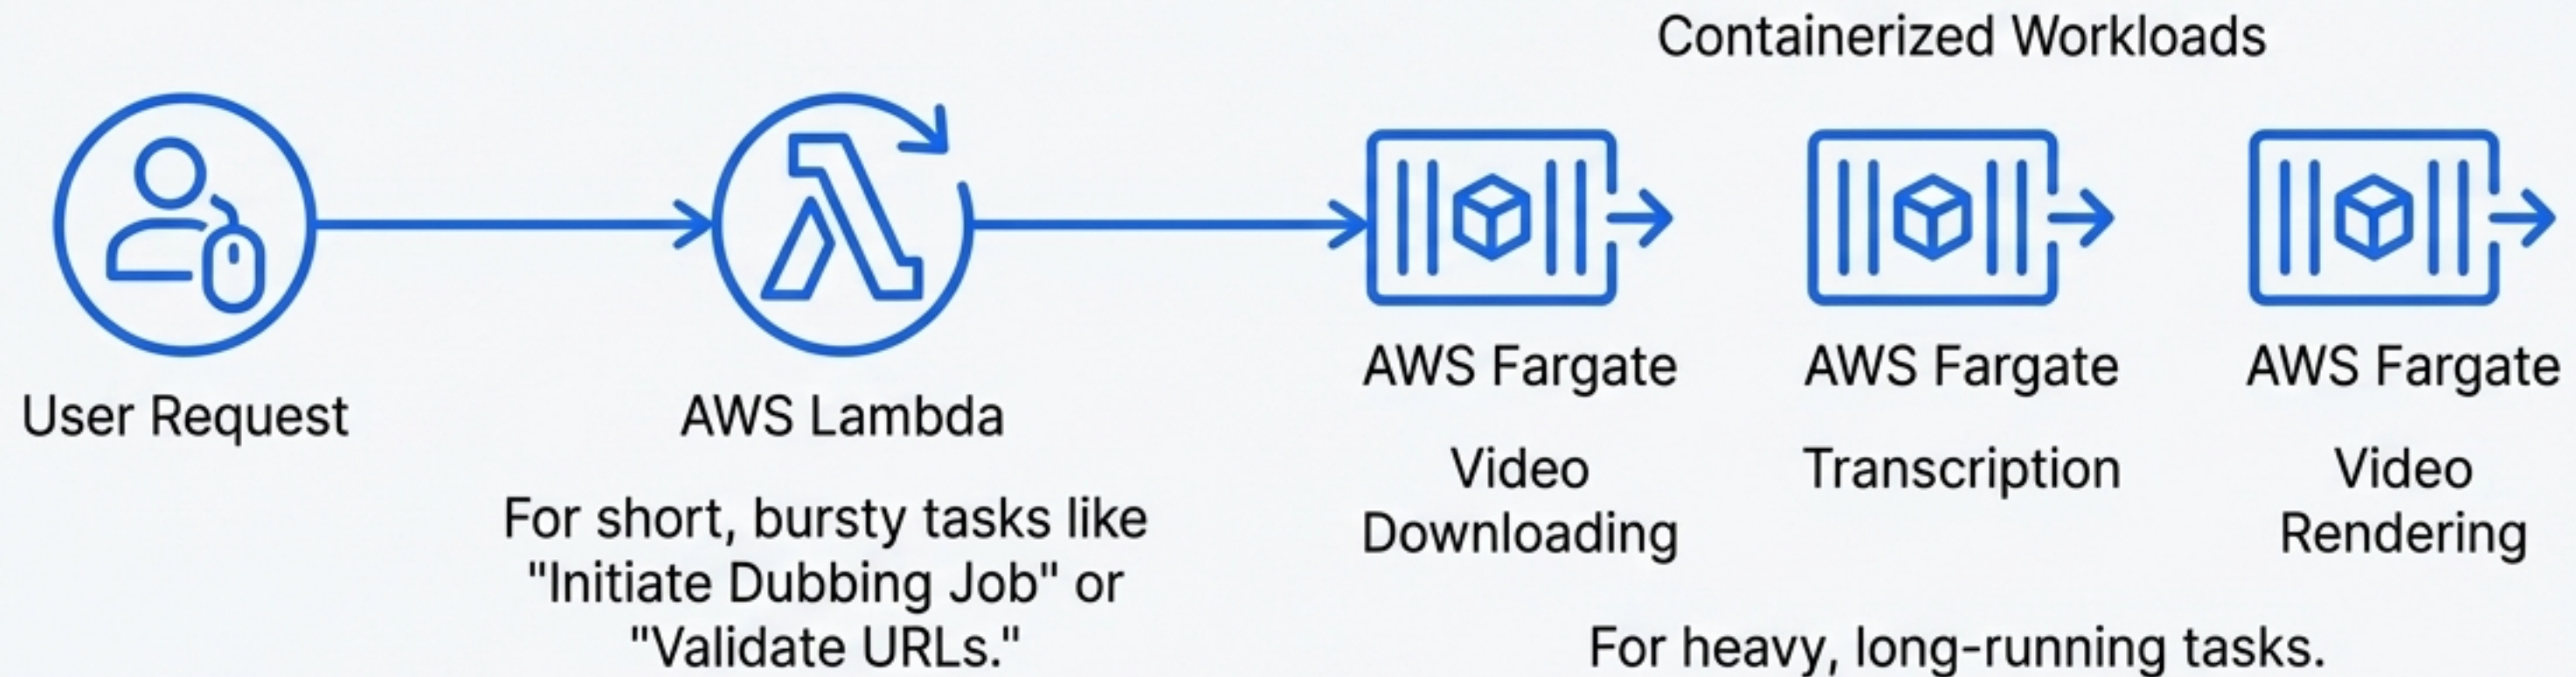 Containerized Workloads
User Request
AWS Lambda
For short, bursty tasks like
"Initiate Dubbing Job" or
"Validate URLs."
AWS Fargate
Video
Downloading
AWS Fargate
Transcription
AWS Fargate
Video
Rendering
For heavy, long-running tasks.